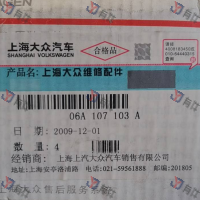 上海大众汽车
SHANGHAI VOLKSWAGEN
合格品
产品名: 上海大众维修配件
06A 107 103 A
日期: 2009-12-01
数量: 4
经销商: 上海上汽大众汽车销售有限公司
地址: 上海安亭洛浦路 电话:021-59561888 邮编:201805
上海大众售后服务